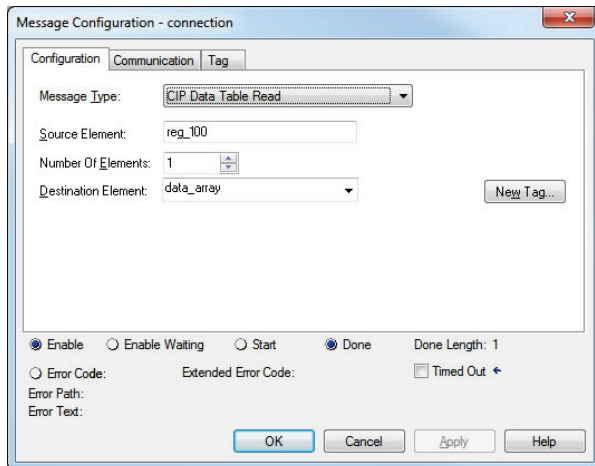 Message Configuration - connection
Configuration Communication Tag
Message Type: CIP Data Table Read
Source Element: reg_100
Number Of Elements: 1
Destination Element: data_array New Tag...
Enable Enable Waiting Start Done Done Length: 1
Error Code: Extended Error Code: Timed Out
Error Path:
Error Text:
OK Cancel Apply Help